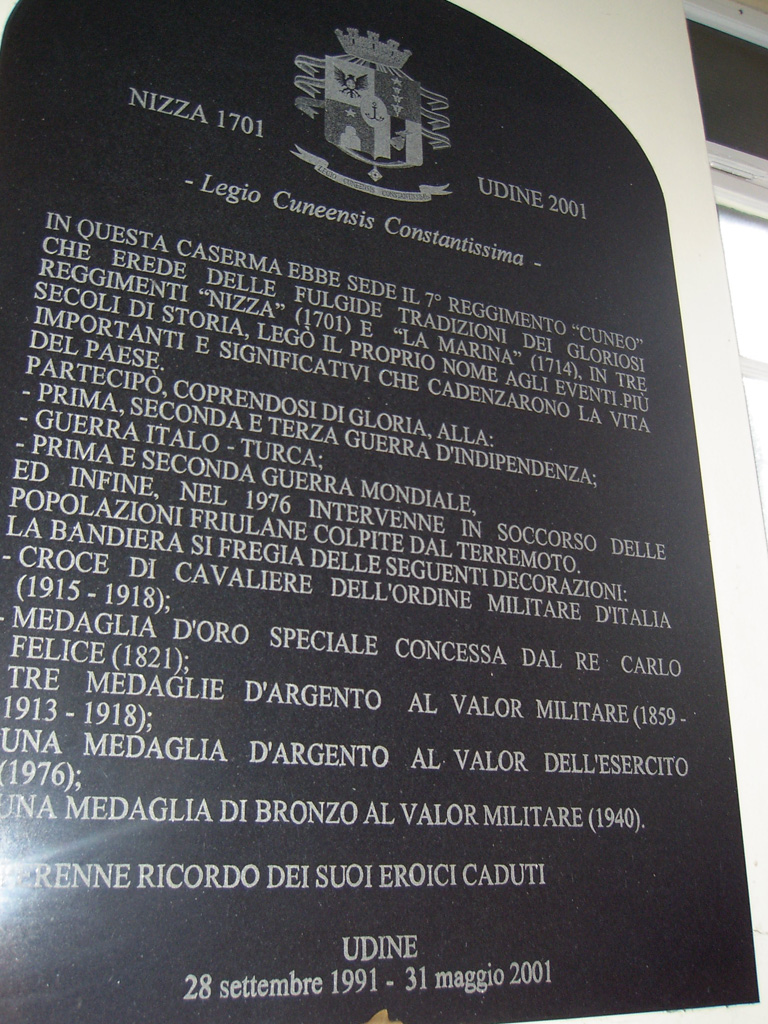 NIZZA 1701
UDINE 2001
- Legio Cuneensis Constantissima -
IN QUESTA CASERMA EBBE SEDE IL 7° REGGIMENTO "CUNEO"
CHE EREDE DELLE FULGIDE TRADIZIONI DEI GLORIOSI
REGGIMENTI "NIZZA" (1701) E "LA MARINA" (1714), IN TRE
SECOLI DI STORIA, LEGÒ IL PROPRIO NOME AGLI EVENTI PIÙ
IMPORTANTI E SIGNIFICATIVI CHE CADENZARONO LA VITA
DEL PAESE.
PARTECIPÒ, COPRENDOSI DI GLORIA, ALLA:
- PRIMA, SECONDA E TERZA GUERRA D'INDIPENDENZA;
- GUERRA ITALO - TURCA;
- PRIMA E SECONDA GUERRA MONDIALE,
ED INFINE, NEL 1976 INTERVENNE IN SOCCORSO DELLE
POPOLAZIONI FRIULANE COLPITE DAL TERREMOTO.
LA BANDIERA SI FREGIA DELLE SEGUENTI DECORAZIONI:
- CROCE DI CAVALIERE DELL'ORDINE MILITARE D'ITALIA
(1915 - 1918);
- MEDAGLIA D'ORO SPECIALE CONCESSA DAL RE CARLO
FELICE (1821);
TRE MEDAGLIE D'ARGENTO AL VALOR MILITARE (1859 -
1913 - 1918);
UNA MEDAGLIA D'ARGENTO AL VALOR DELL'ESERCITO
(1976);
UNA MEDAGLIA DI BRONZO AL VALOR MILITARE (1940).
PERENNE RICORDO DEI SUOI EROICI CADUTI
UDINE
28 settembre 1991 - 31 maggio 2001